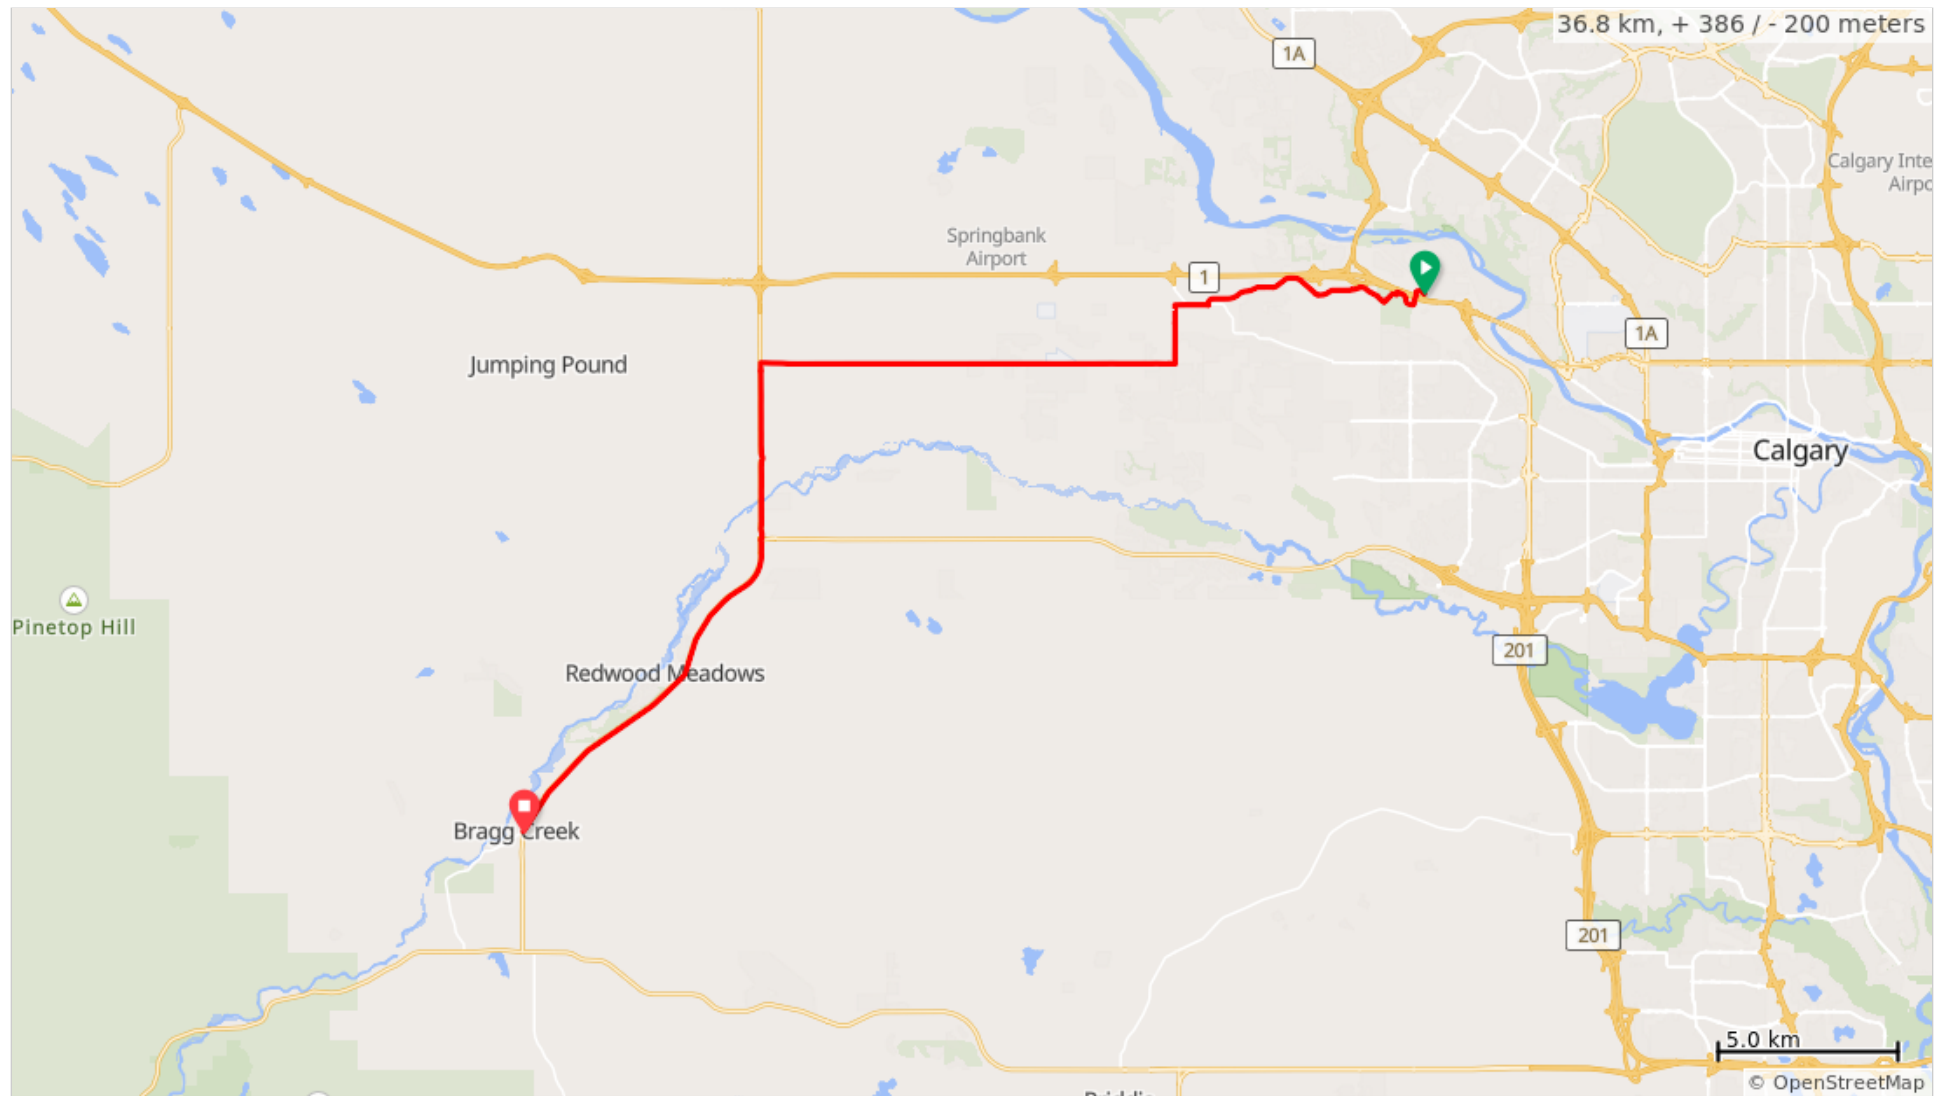 36.8 km, + 386 / - 200 meters
1A
Calgary Inte
Airpo
Springbank
Airport
1
1A
Jumping Pound
Calgary
Pinetop Hill
201
Redwood Meadows
Bragg Creek
201
5.0 km
© OpenStreetMap